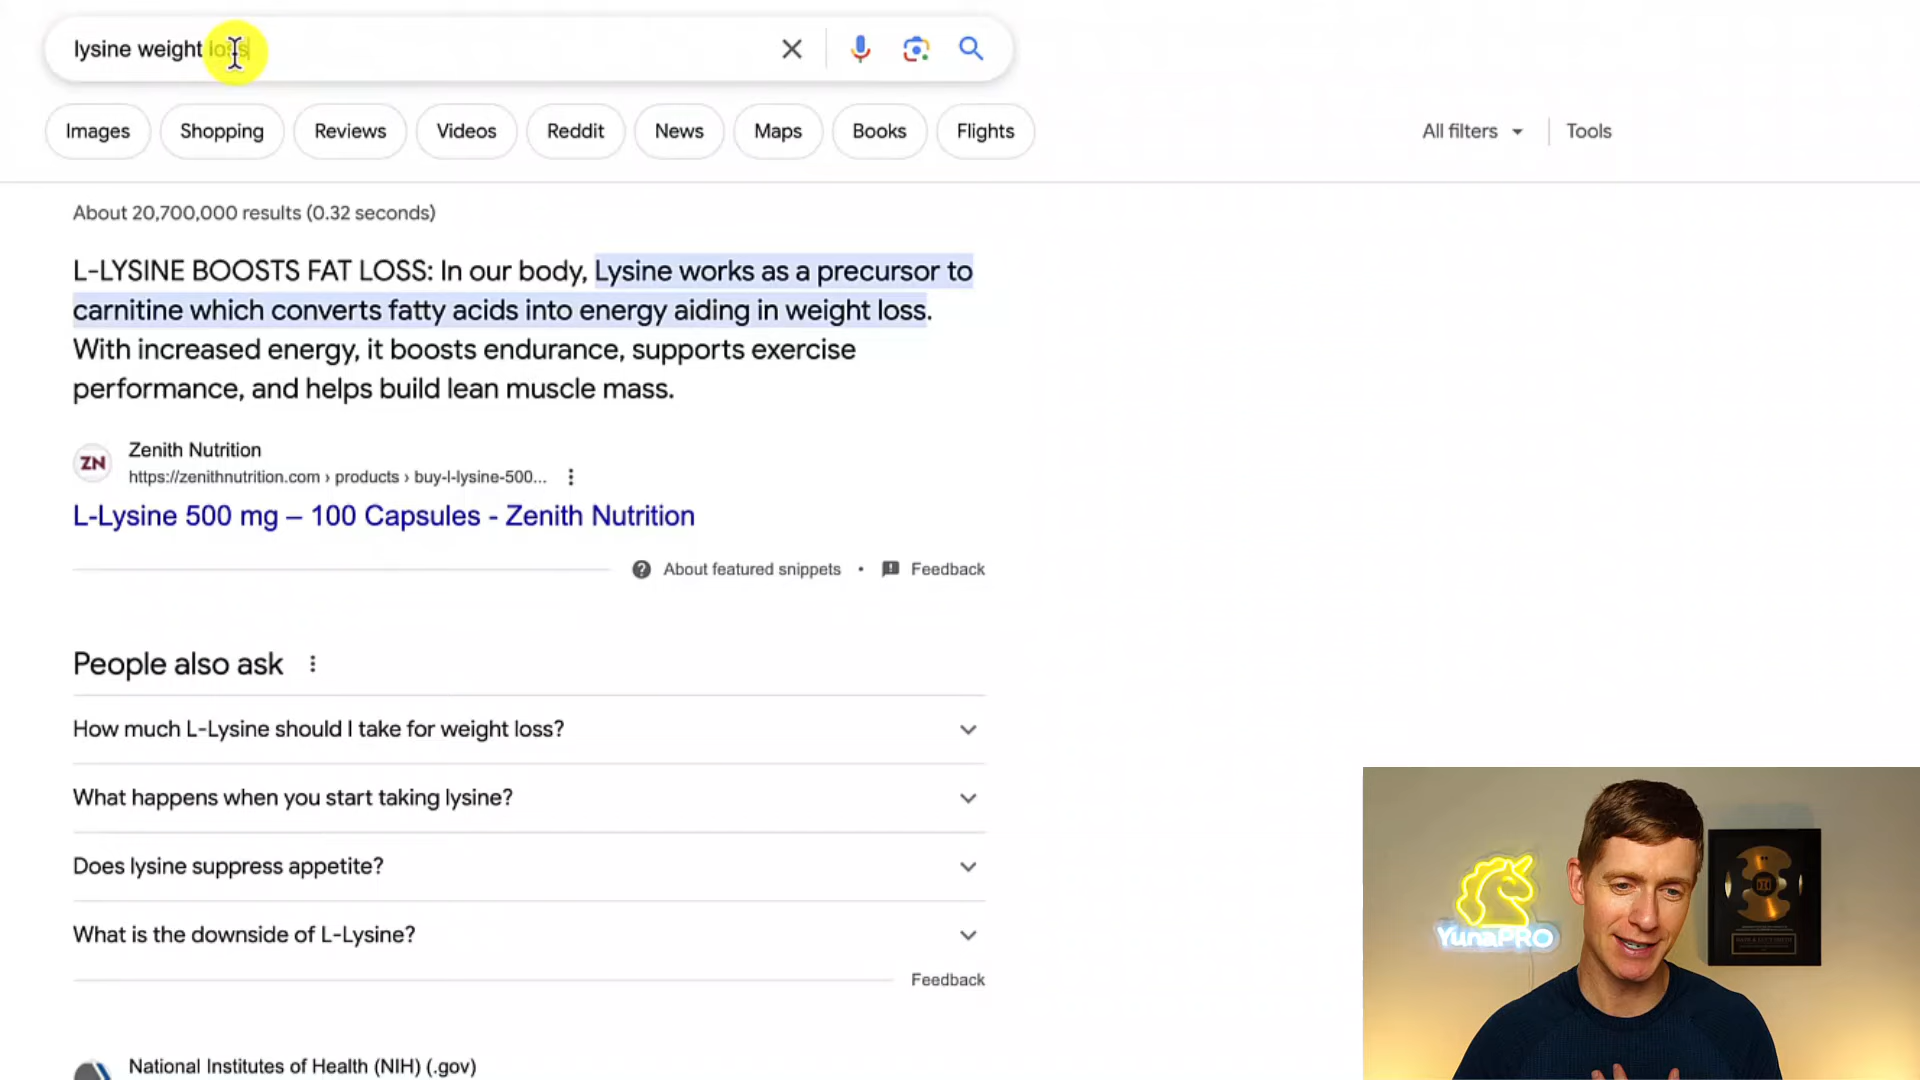 lysine weight loss
Images
Shopping
Reviews
Videos
Reddit
News
Maps
Books
Flights
All filters
Tools
About 20,700,000 results (0.32 seconds)
L-LYSINE BOOSTS FAT LOSS: In our body, Lysine works as a precursor to
carnitine which converts fatty acids into energy aiding in weight loss.
With increased energy, it boosts endurance, supports exercise
performance, and helps build lean muscle mass.
ZN
Zenith Nutrition
https://zenithnutrition.com › products › buy-l-lysine-500...
L-Lysine 500 mg – 100 Capsules - Zenith Nutrition
About featured snippets • Feedback
People also ask
How much L-Lysine should I take for weight loss?
What happens when you start taking lysine?
Does lysine suppress appetite?
What is the downside of L-Lysine?
Feedback
National Institutes of Health (NIH) (.gov)
YunaPRO